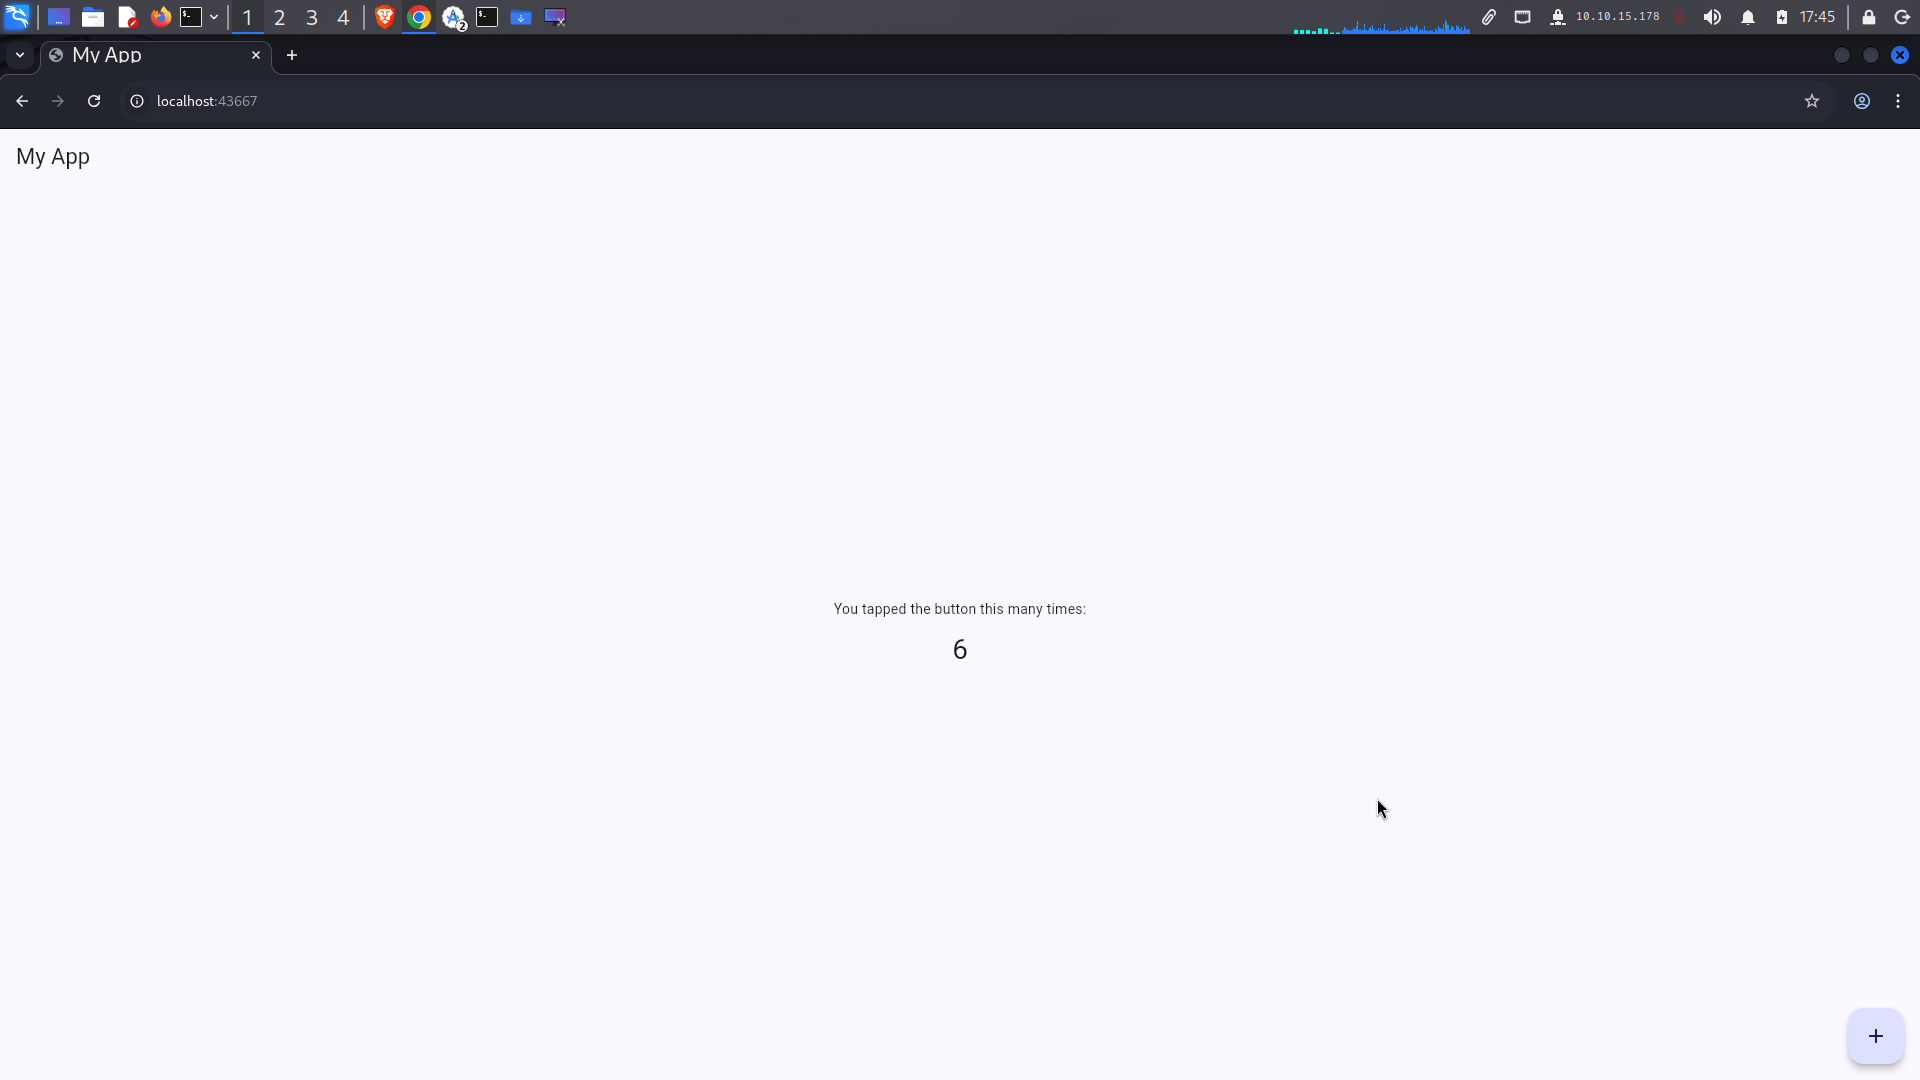 1 2 3 4 2 10.10.15.178 17:45
My App
localhost:43667
My App
You tapped the button this many times:
6
+